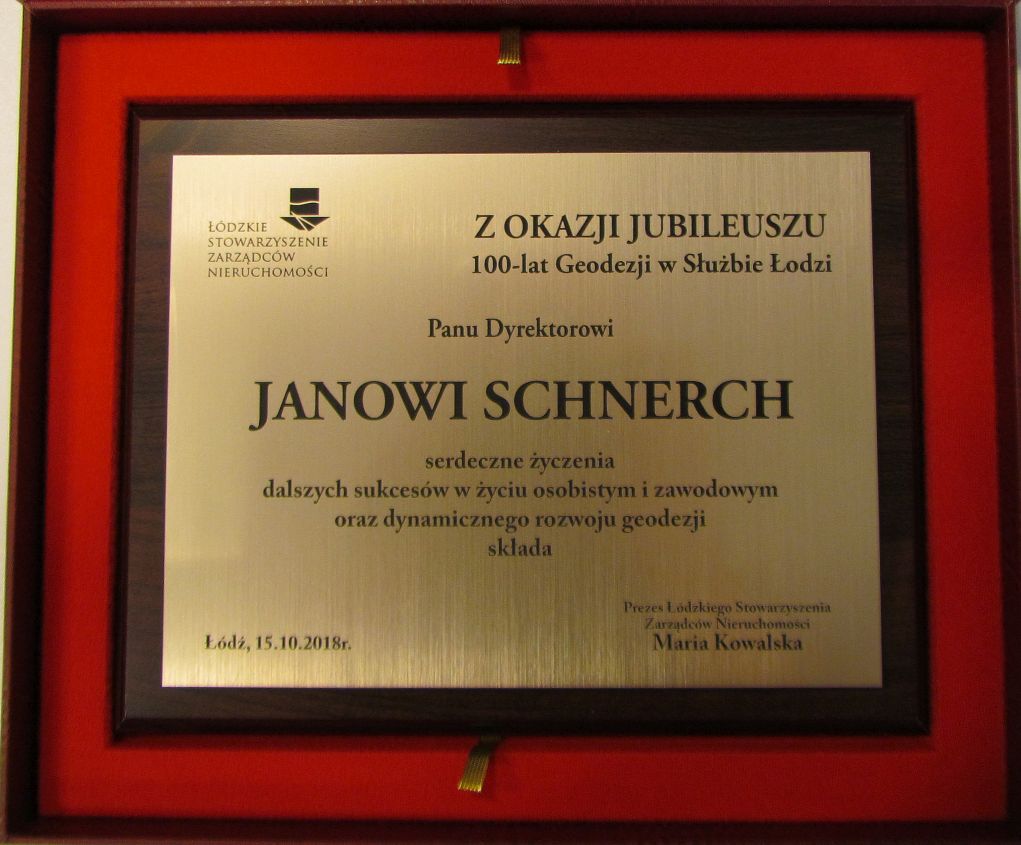 ŁÓDZKIE
STOWARZYSZENIE
ZARZĄDCÓW
NIERUCHOMOŚCI
Z OKAZJI JUBILEUSZU
100-lat Geodezji w Służbie Łodzi
Panu Dyrektorowi
JANOWI SCHNERCH
serdeczne życzenia
dalszych sukcesów w życiu osobistym i zawodowym
oraz dynamicznego rozwoju geodezji
składa
Prezes Łódzkiego Stowarzyszenia
Zarządców Nieruchomości
Maria Kowalska
Łódź, 15.10.2018r.